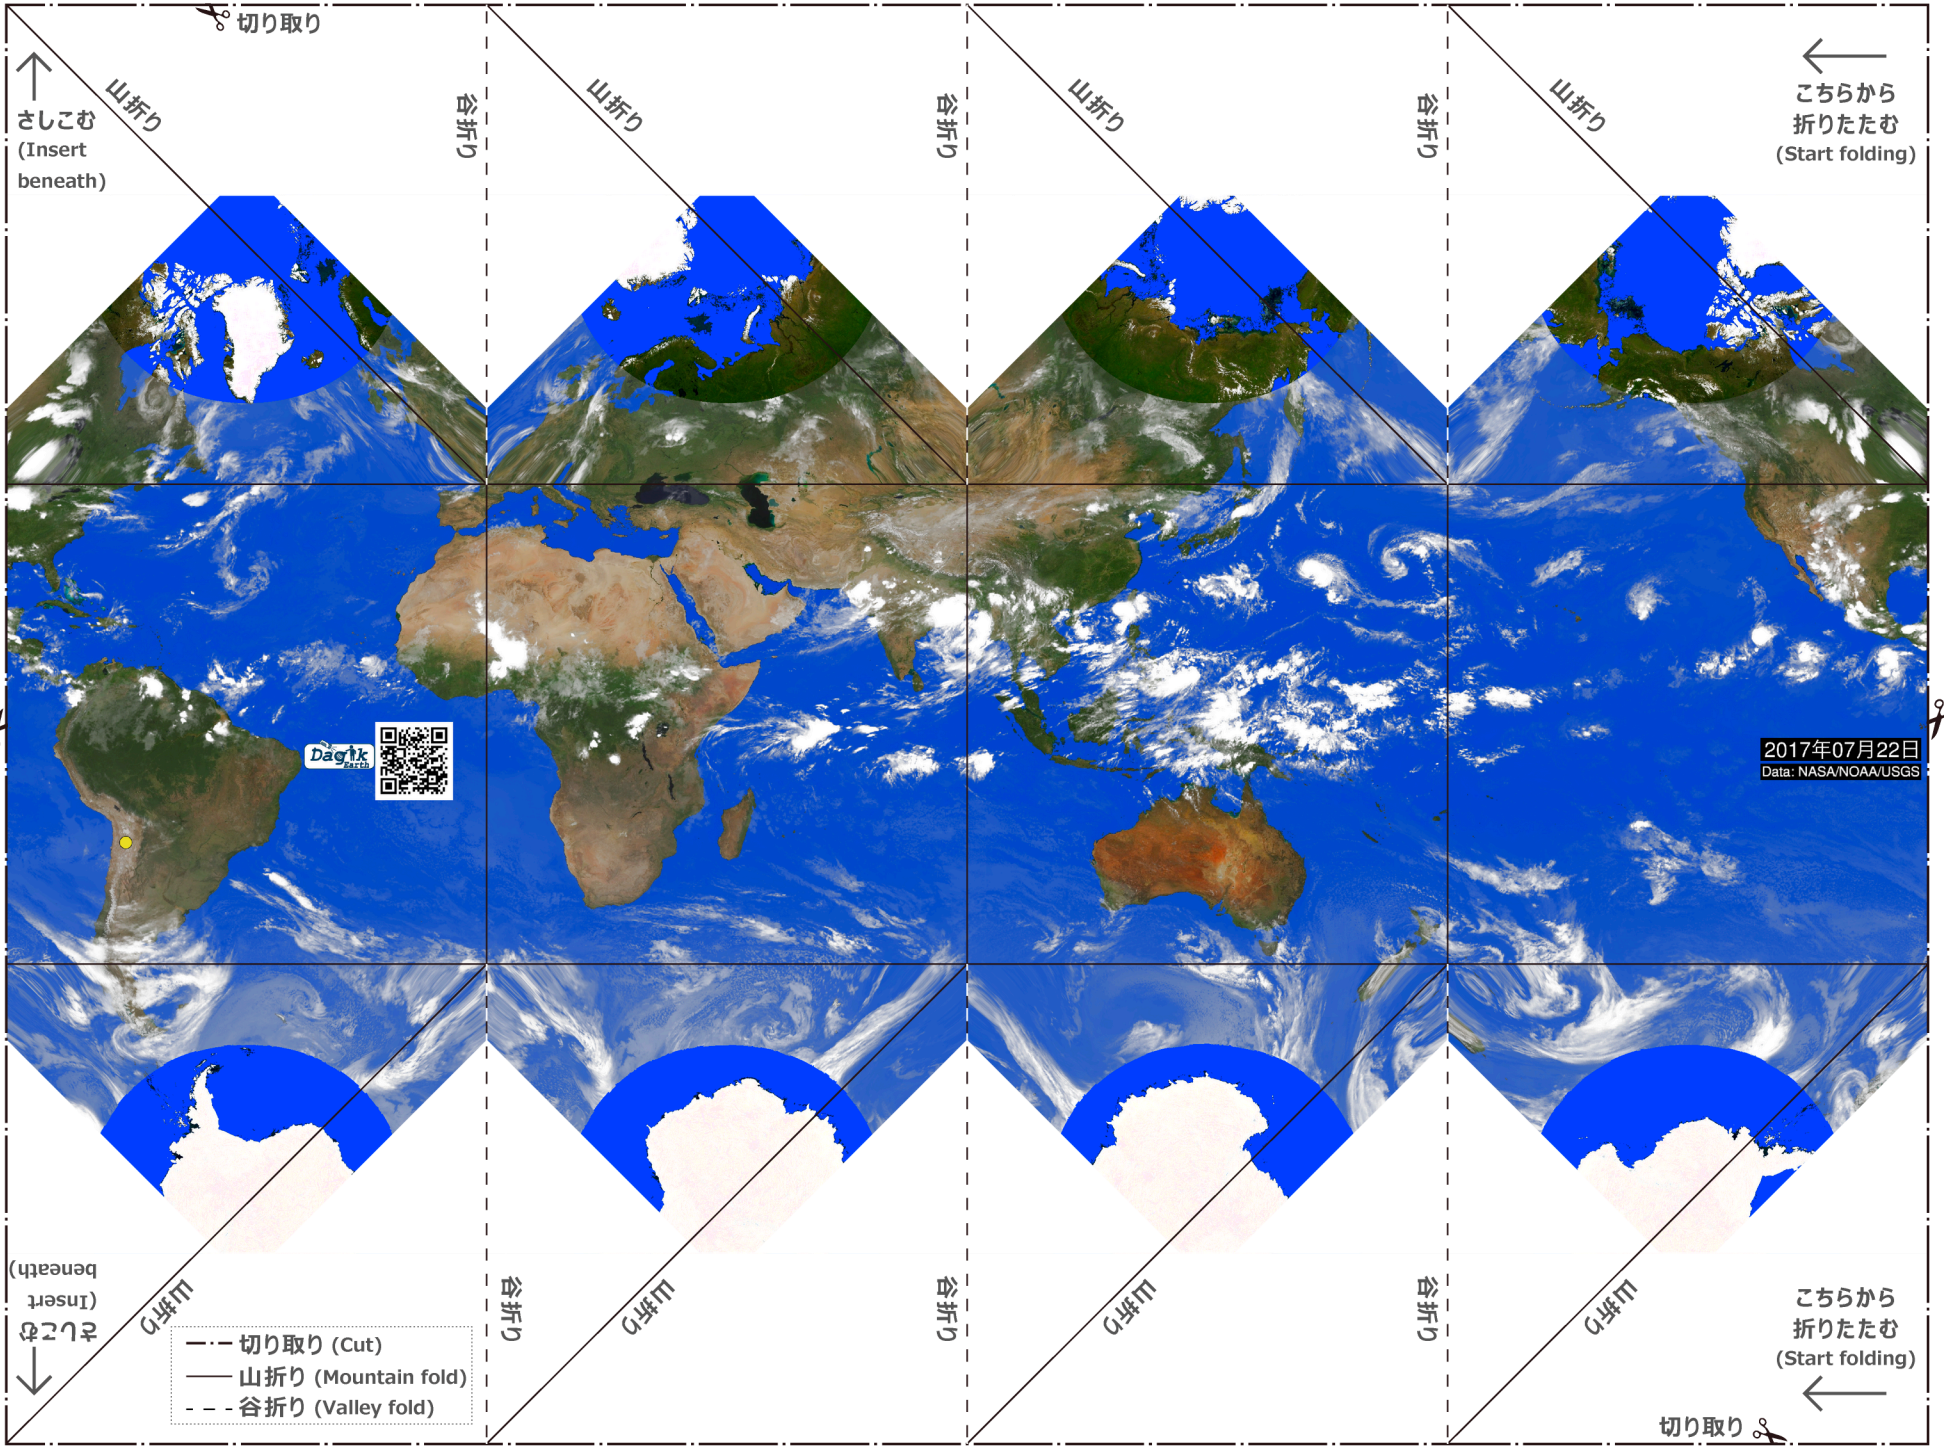 切り取り
山折り
谷折り
山折り
谷折り
山折り
谷折り
山折り
さしこむ
(Insert
beneath)
こちらから
折りたたむ
(Start folding)
Dagik
Earth
2017年07月22日
Data: NASA/NOAA/USGS
さしこむ
(Insert
beneath)
山折り
谷折り
山折り
谷折り
山折り
谷折り
山折り
こちらから
折りたたむ
(Start folding)
切り取り (Cut)
山折り (Mountain fold)
谷折り (Valley fold)
切り取り